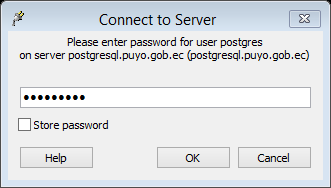 Connect to Server
Please enter password for user postgres
on server postgresql.puyo.gob.ec (postgresql.puyo.gob.ec)
●●●●●●●●●
Store password
Help
OK
Cancel